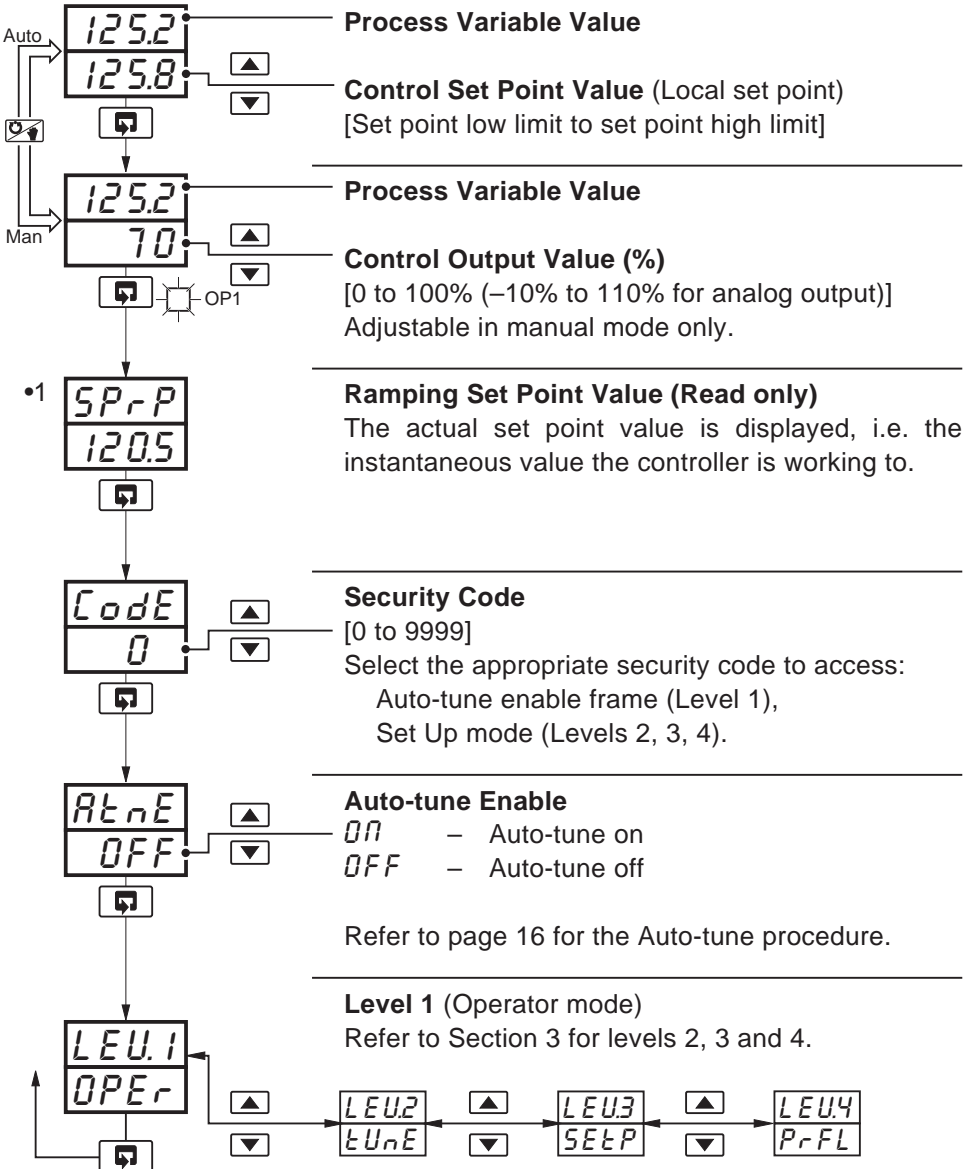 Auto
125.2
Process Variable Value
125.8
Control Set Point Value (Local set point)
[Set point low limit to set point high limit]
Man
125.2
Process Variable Value
70
Control Output Value (%)
[0 to 100% (–10% to 110% for analog output)]
Adjustable in manual mode only.
OP1
•1
SPrP
120.5
Ramping Set Point Value (Read only)
The actual set point value is displayed, i.e. the
instantaneous value the controller is working to.
CodE
0
Security Code
[0 to 9999]
Select the appropriate security code to access:
Auto-tune enable frame (Level 1),
Set Up mode (Levels 2, 3, 4).
AtnE
OFF
Auto-tune Enable
ON – Auto-tune on
OFF – Auto-tune off
Refer to page 16 for the Auto-tune procedure.
LEV.1
OPEr
Level 1 (Operator mode)
Refer to Section 3 for levels 2, 3 and 4.
LEV.2
tUnE
LEV.3
SEtP
LEV.4
PrFL